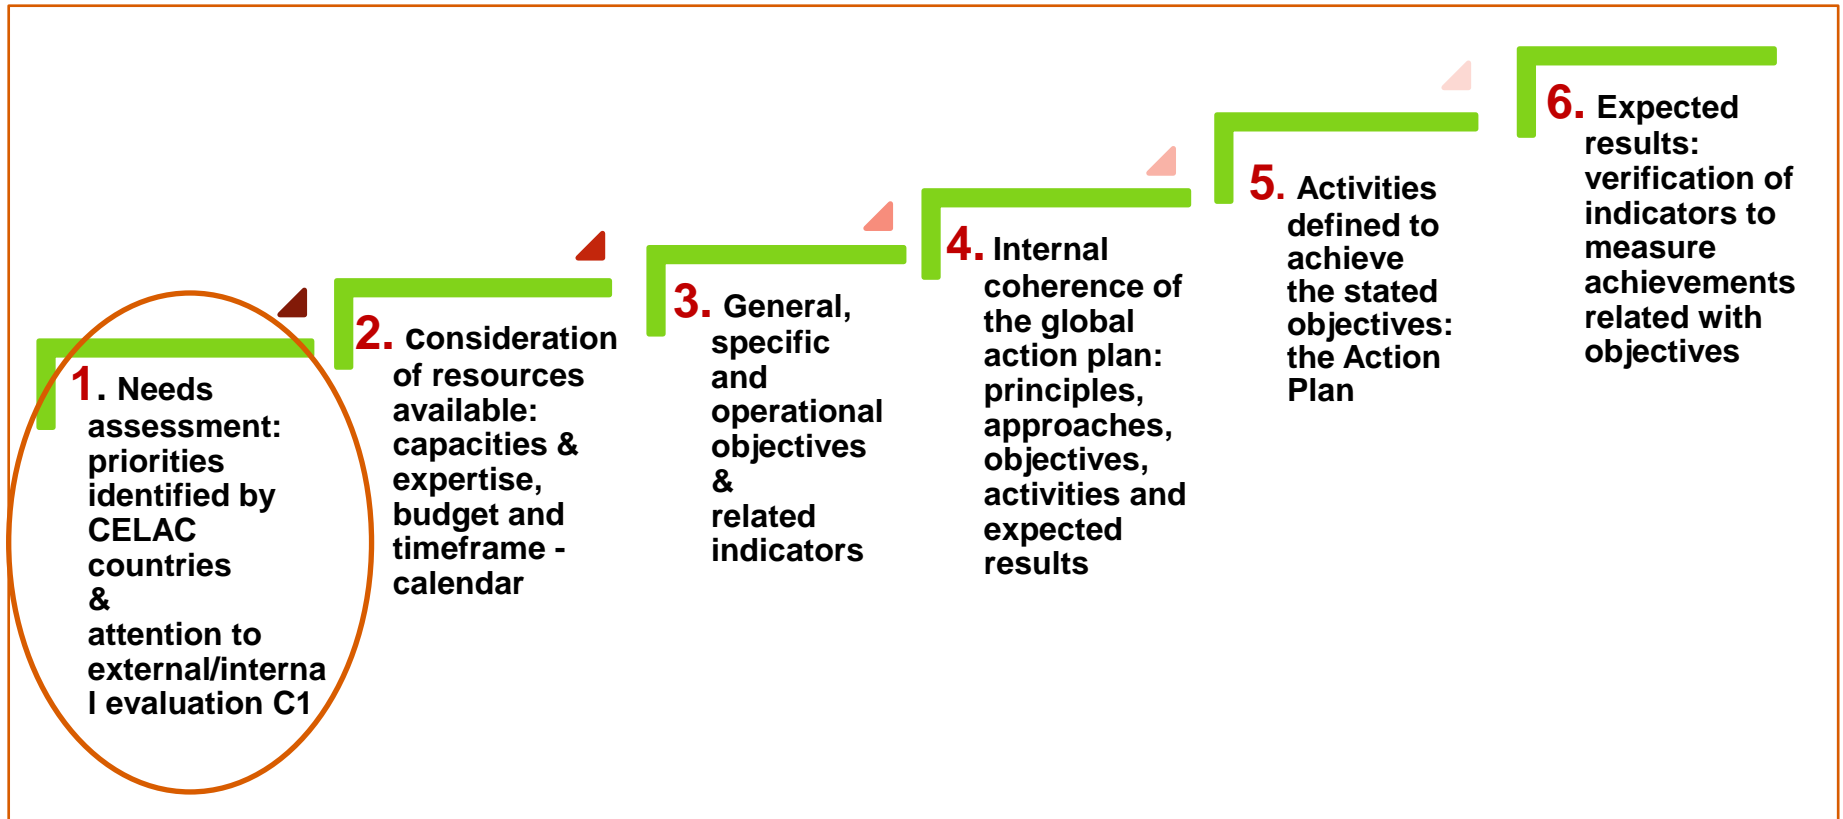 1. Needs
assessment:
priorities
identified by
CELAC
countries
&
attention to
external/interna
l evaluation C1
2. Consideration
of resources
available:
capacities &
expertise,
budget and
timeframe -
calendar
3. General,
specific
and
operational
objectives
&
related
indicators
4. Internal
coherence of
the global
action plan:
principles,
approaches,
objectives,
activities and
expected
results
5. Activities
defined to
achieve
the stated
objectives:
the Action
Plan
6. Expected
results:
verification of
indicators to
measure
achievements
related with
objectives